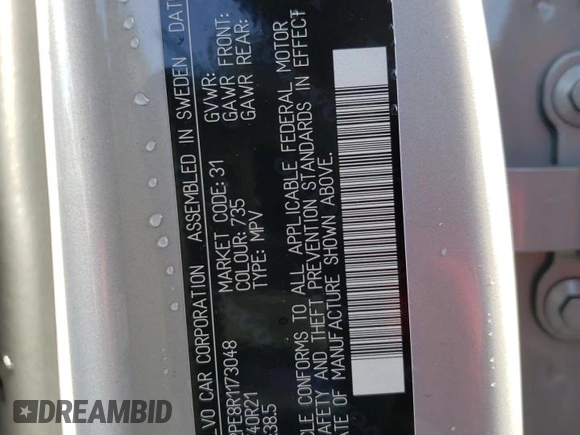 VO CAR CORPORATION ASSEMBLED IN SWEDEN DAT
GVWR:
GAWR FRONT:
GAWR REAR:
PE8R1173048 MARKET CODE: 31
40R21 COLOUR: 735
38.5 TYPE: MPV
CLE CONFORMS TO ALL APPLICABLE FEDERAL MOTOR
AFETY AND THEFT PREVENTION STANDARDS IN EFFECT
ATE OF MANUFACTURE SHOWN ABOVE.
BIDFAX